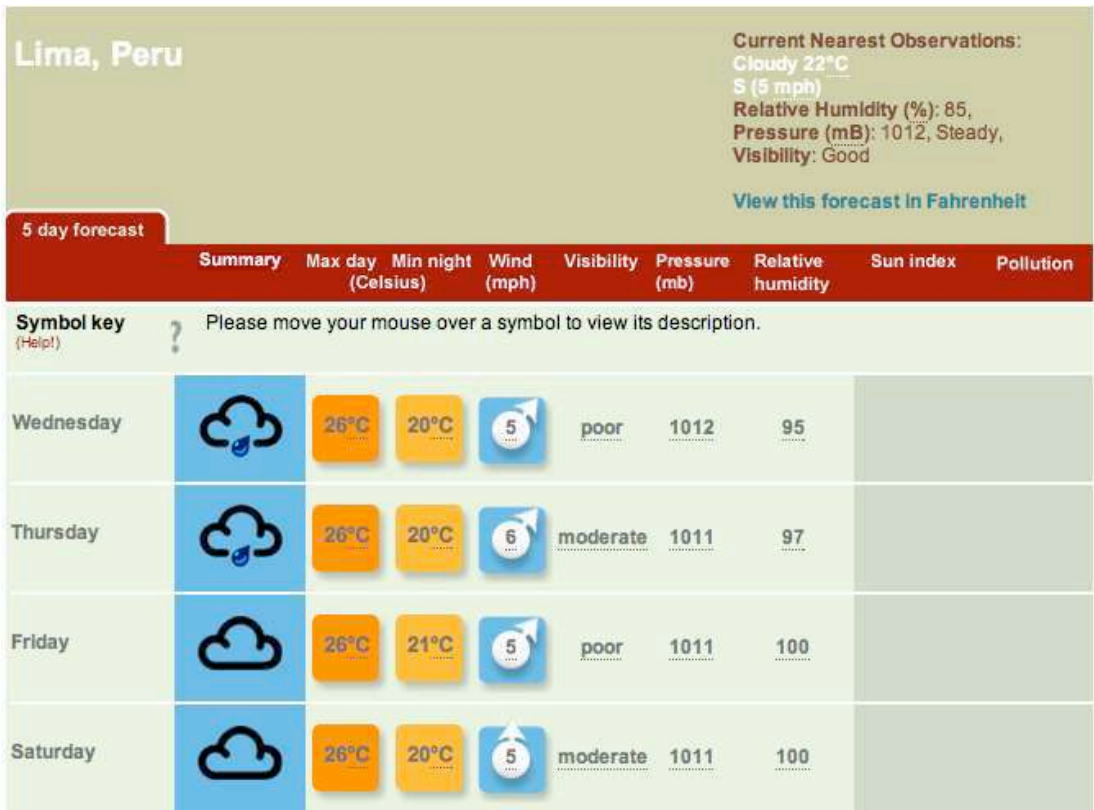 Lima, Peru
Current Nearest Observations:
Cloudy 22°C
S (5 mph)
Relative Humidity (%): 85,
Pressure (mB): 1012, Steady,
Visibility: Good
View this forecast in Fahrenheit
5 day forecast
Summary Max day Min night Wind Visibility Pressure Relative Sun index Pollution
(Celsius) (mph) (mb) humidity
Symbol key ? Please move your mouse over a symbol to view its description.
(Help!)
Wednesday 26°C 20°C 5 poor 1012 95
Thursday 26°C 20°C 6 moderate 1011 97
Friday 26°C 21°C 5 poor 1011 100
Saturday 26°C 20°C 5 moderate 1011 100